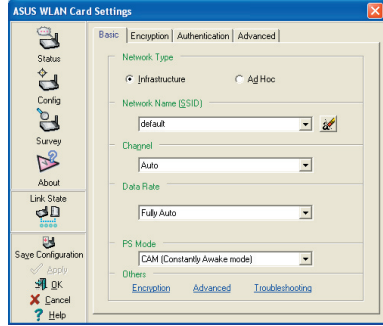 ASUS WLAN Card Settings
Status
Config
Survey
About
Link State
Save Configuration
Apply
OK
Cancel
Help
Basic Encryption Authentication Advanced
Network Type
Infrastructure Ad Hoc
Network Name (SSID)
default
Channel
Auto
Data Rate
Fully Auto
PS Mode
CAM (Constantly Awake mode)
Others
Encryption Advanced Troubleshooting